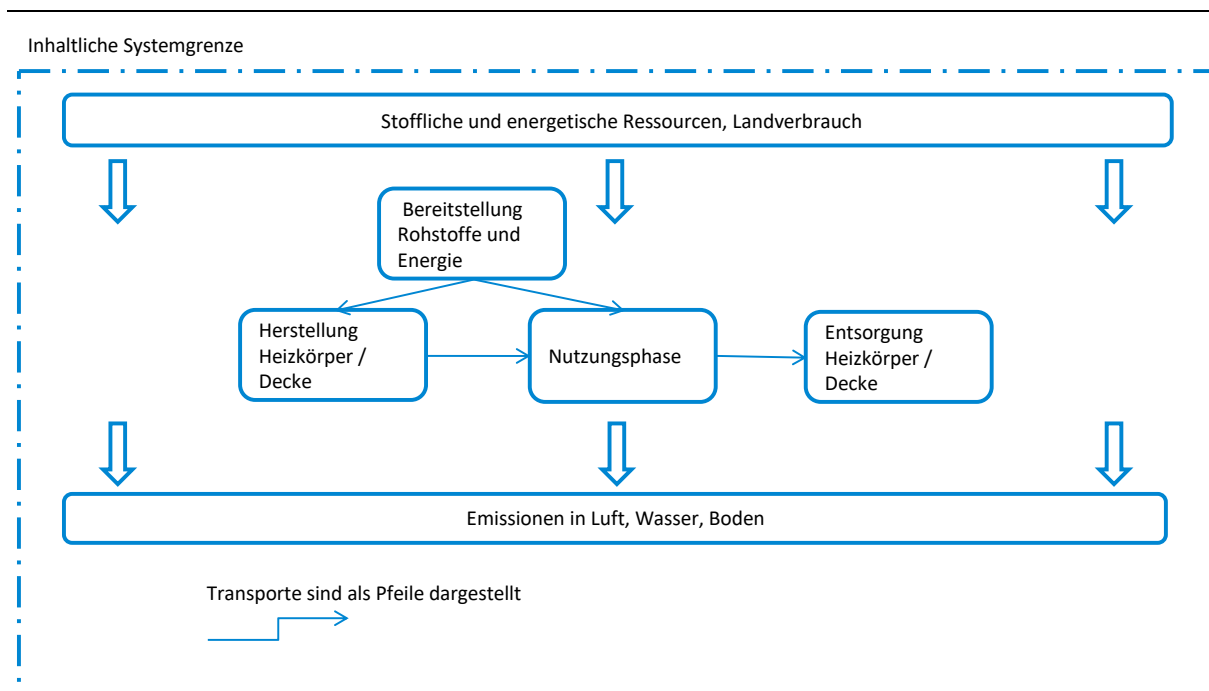 Inhaltliche Systemgrenze
Stoffliche und energetische Ressourcen, Landverbrauch
Bereitstellung
Rohstoffe und
Energie
Herstellung
Heizkörper /
Decke
Nutzungsphase
Entsorgung
Heizkörper /
Decke
Emissionen in Luft, Wasser, Boden
Transporte sind als Pfeile dargestellt